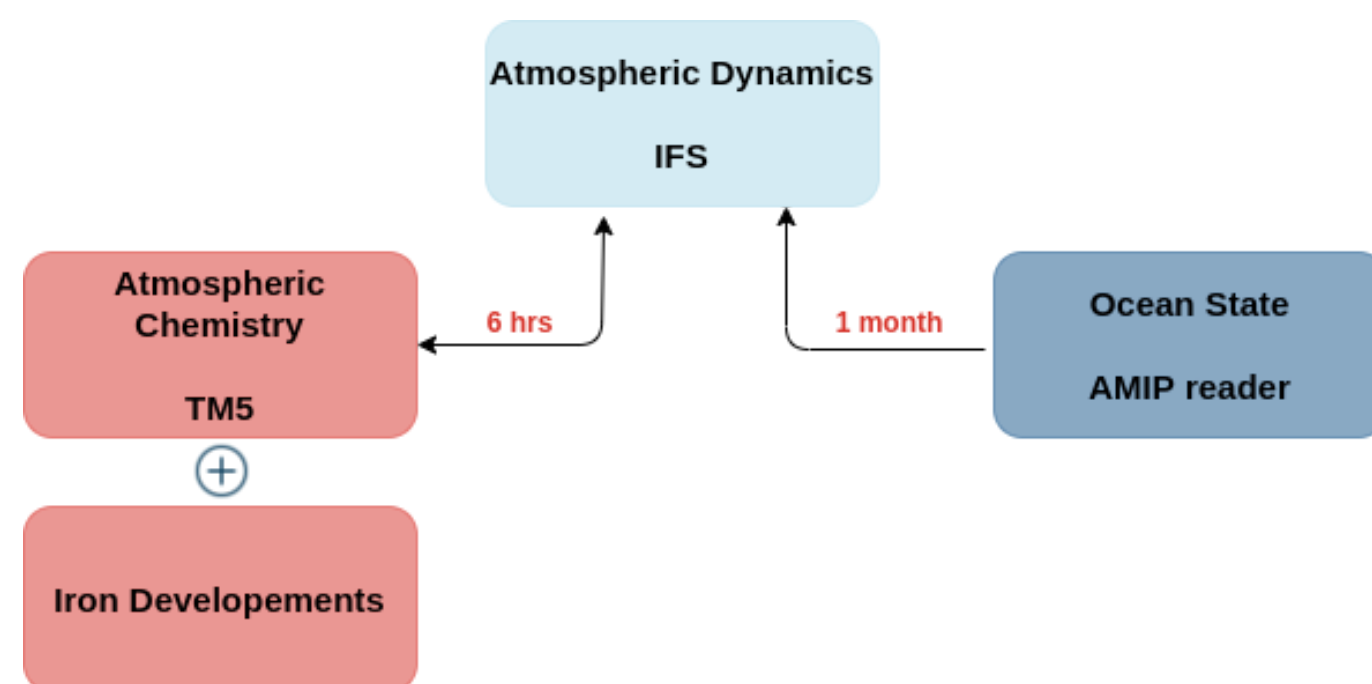 Atmospheric Dynamics
IFS
Atmospheric
Chemistry
TM5
6 hrs
1 month
Ocean State
AMIP reader
Iron Developements